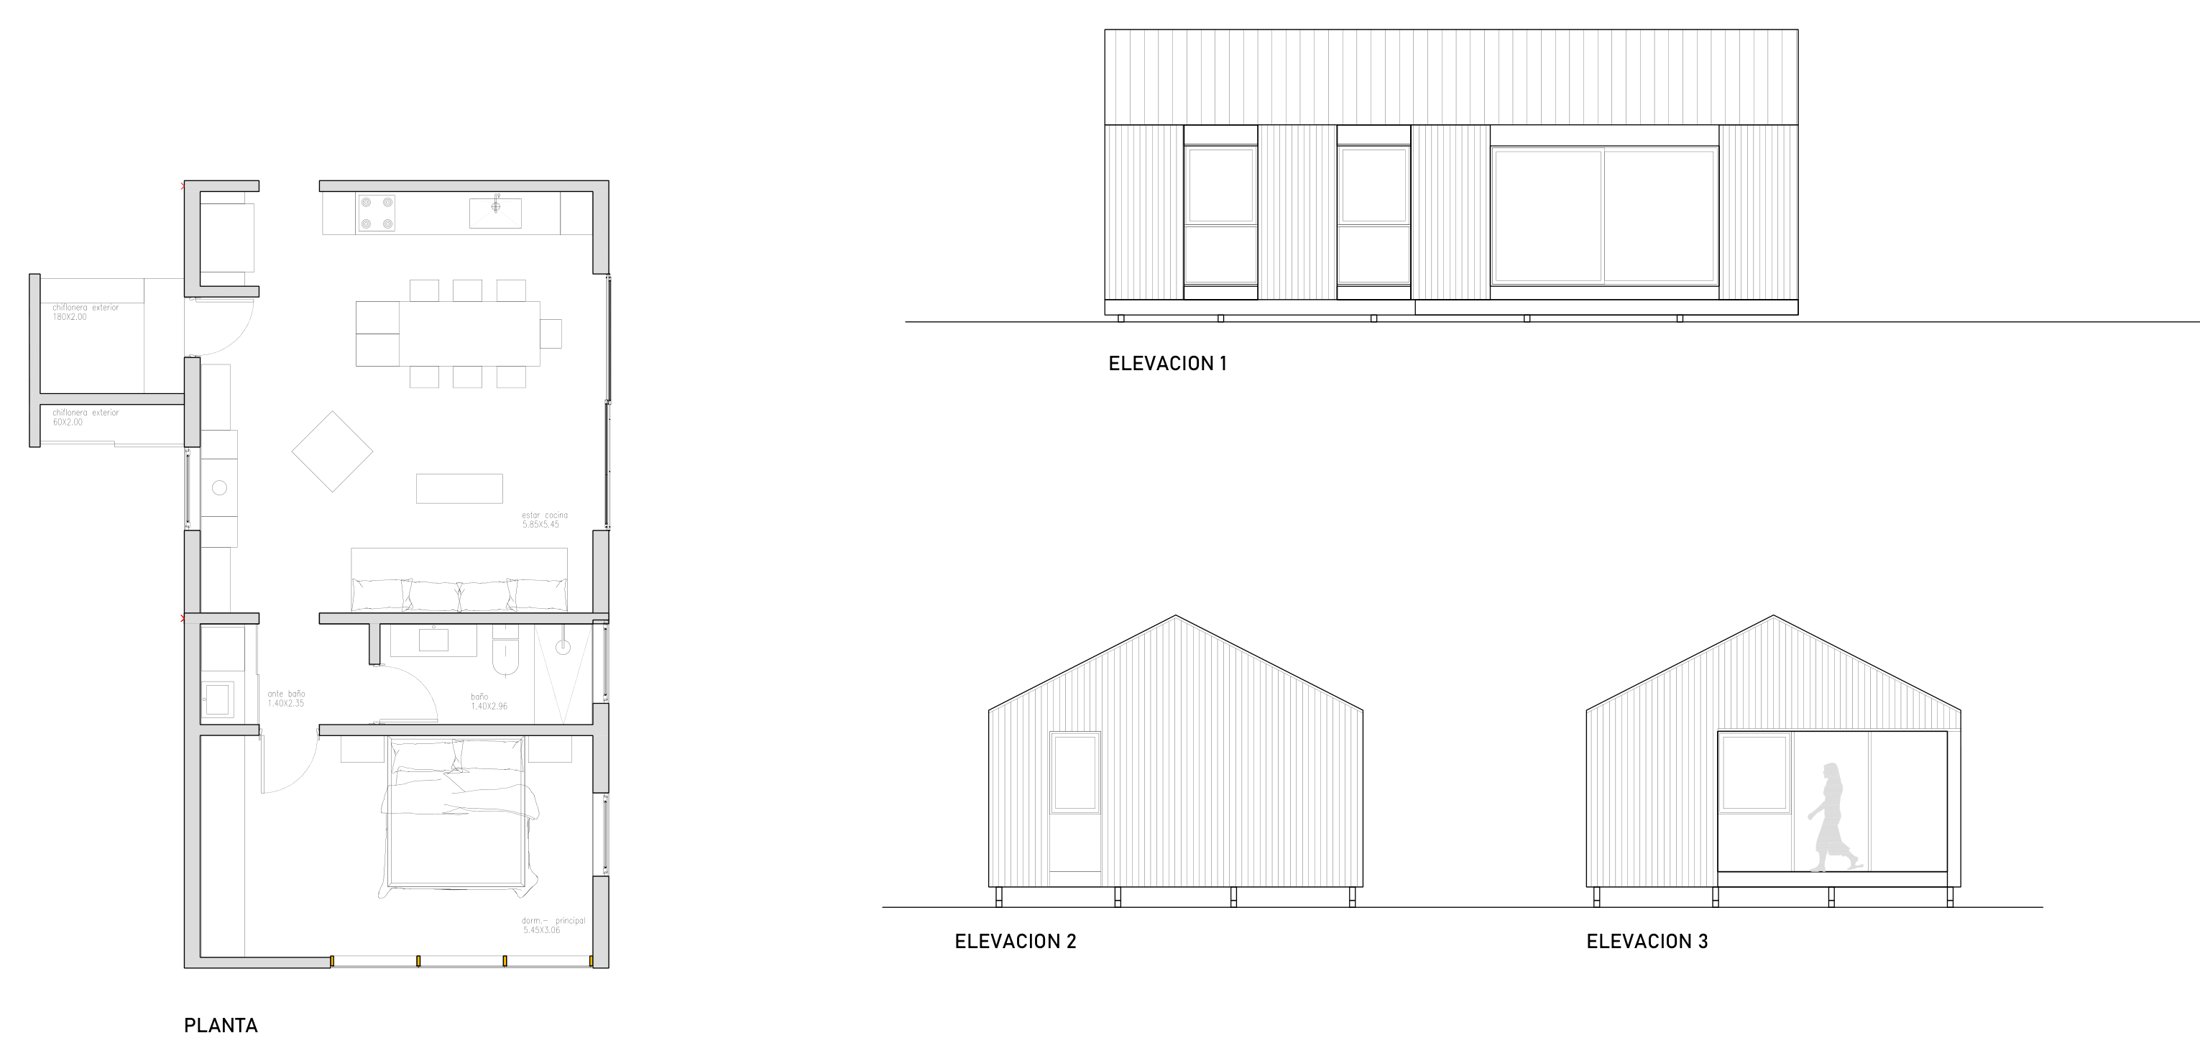 chiflonera exterior
180X2.00
chiflonera exterior
60X2.00
estar cocina
5.85X5.45
ante baño
1.40X2.35
baño
1.40X2.96
dorm.- principal
5.45X3.06
PLANTA
ELEVACION 1
ELEVACION 2
ELEVACION 3